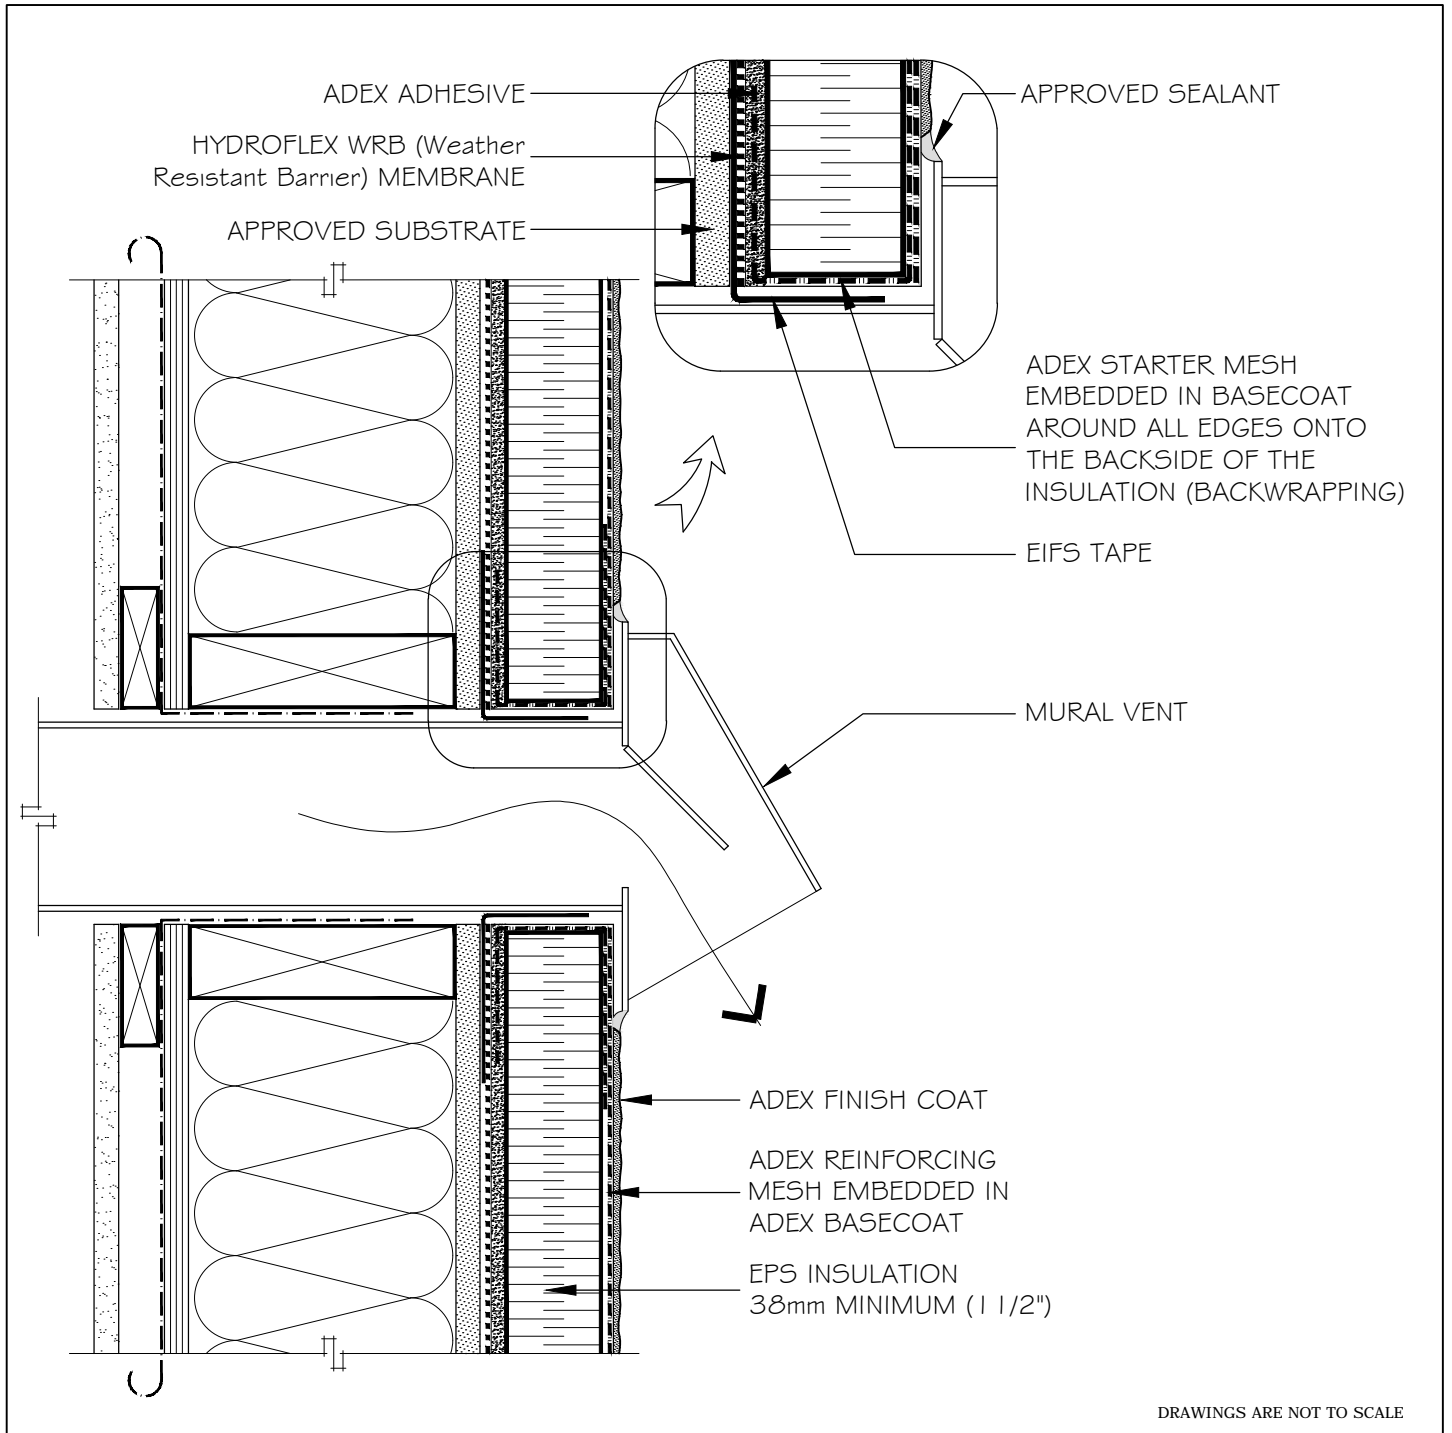 ADEX ADHESIVE
APPROVED SEALANT
HYDROFLEX WRB (Weather
Resistant Barrier) MEMBRANE
APPROVED SUBSTRATE
ADEX STARTER MESH
EMBEDDED IN BASECOAT
AROUND ALL EDGES ONTO
THE BACKSIDE OF THE
INSULATION (BACKWRAPPING)
EIFS TAPE
MURAL VENT
ADEX FINISH COAT
ADEX REINFORCING
MESH EMBEDDED IN
ADEX BASECOAT
EPS INSULATION
38mm MINIMUM (1 1/2")
DRAWINGS ARE NOT TO SCALE